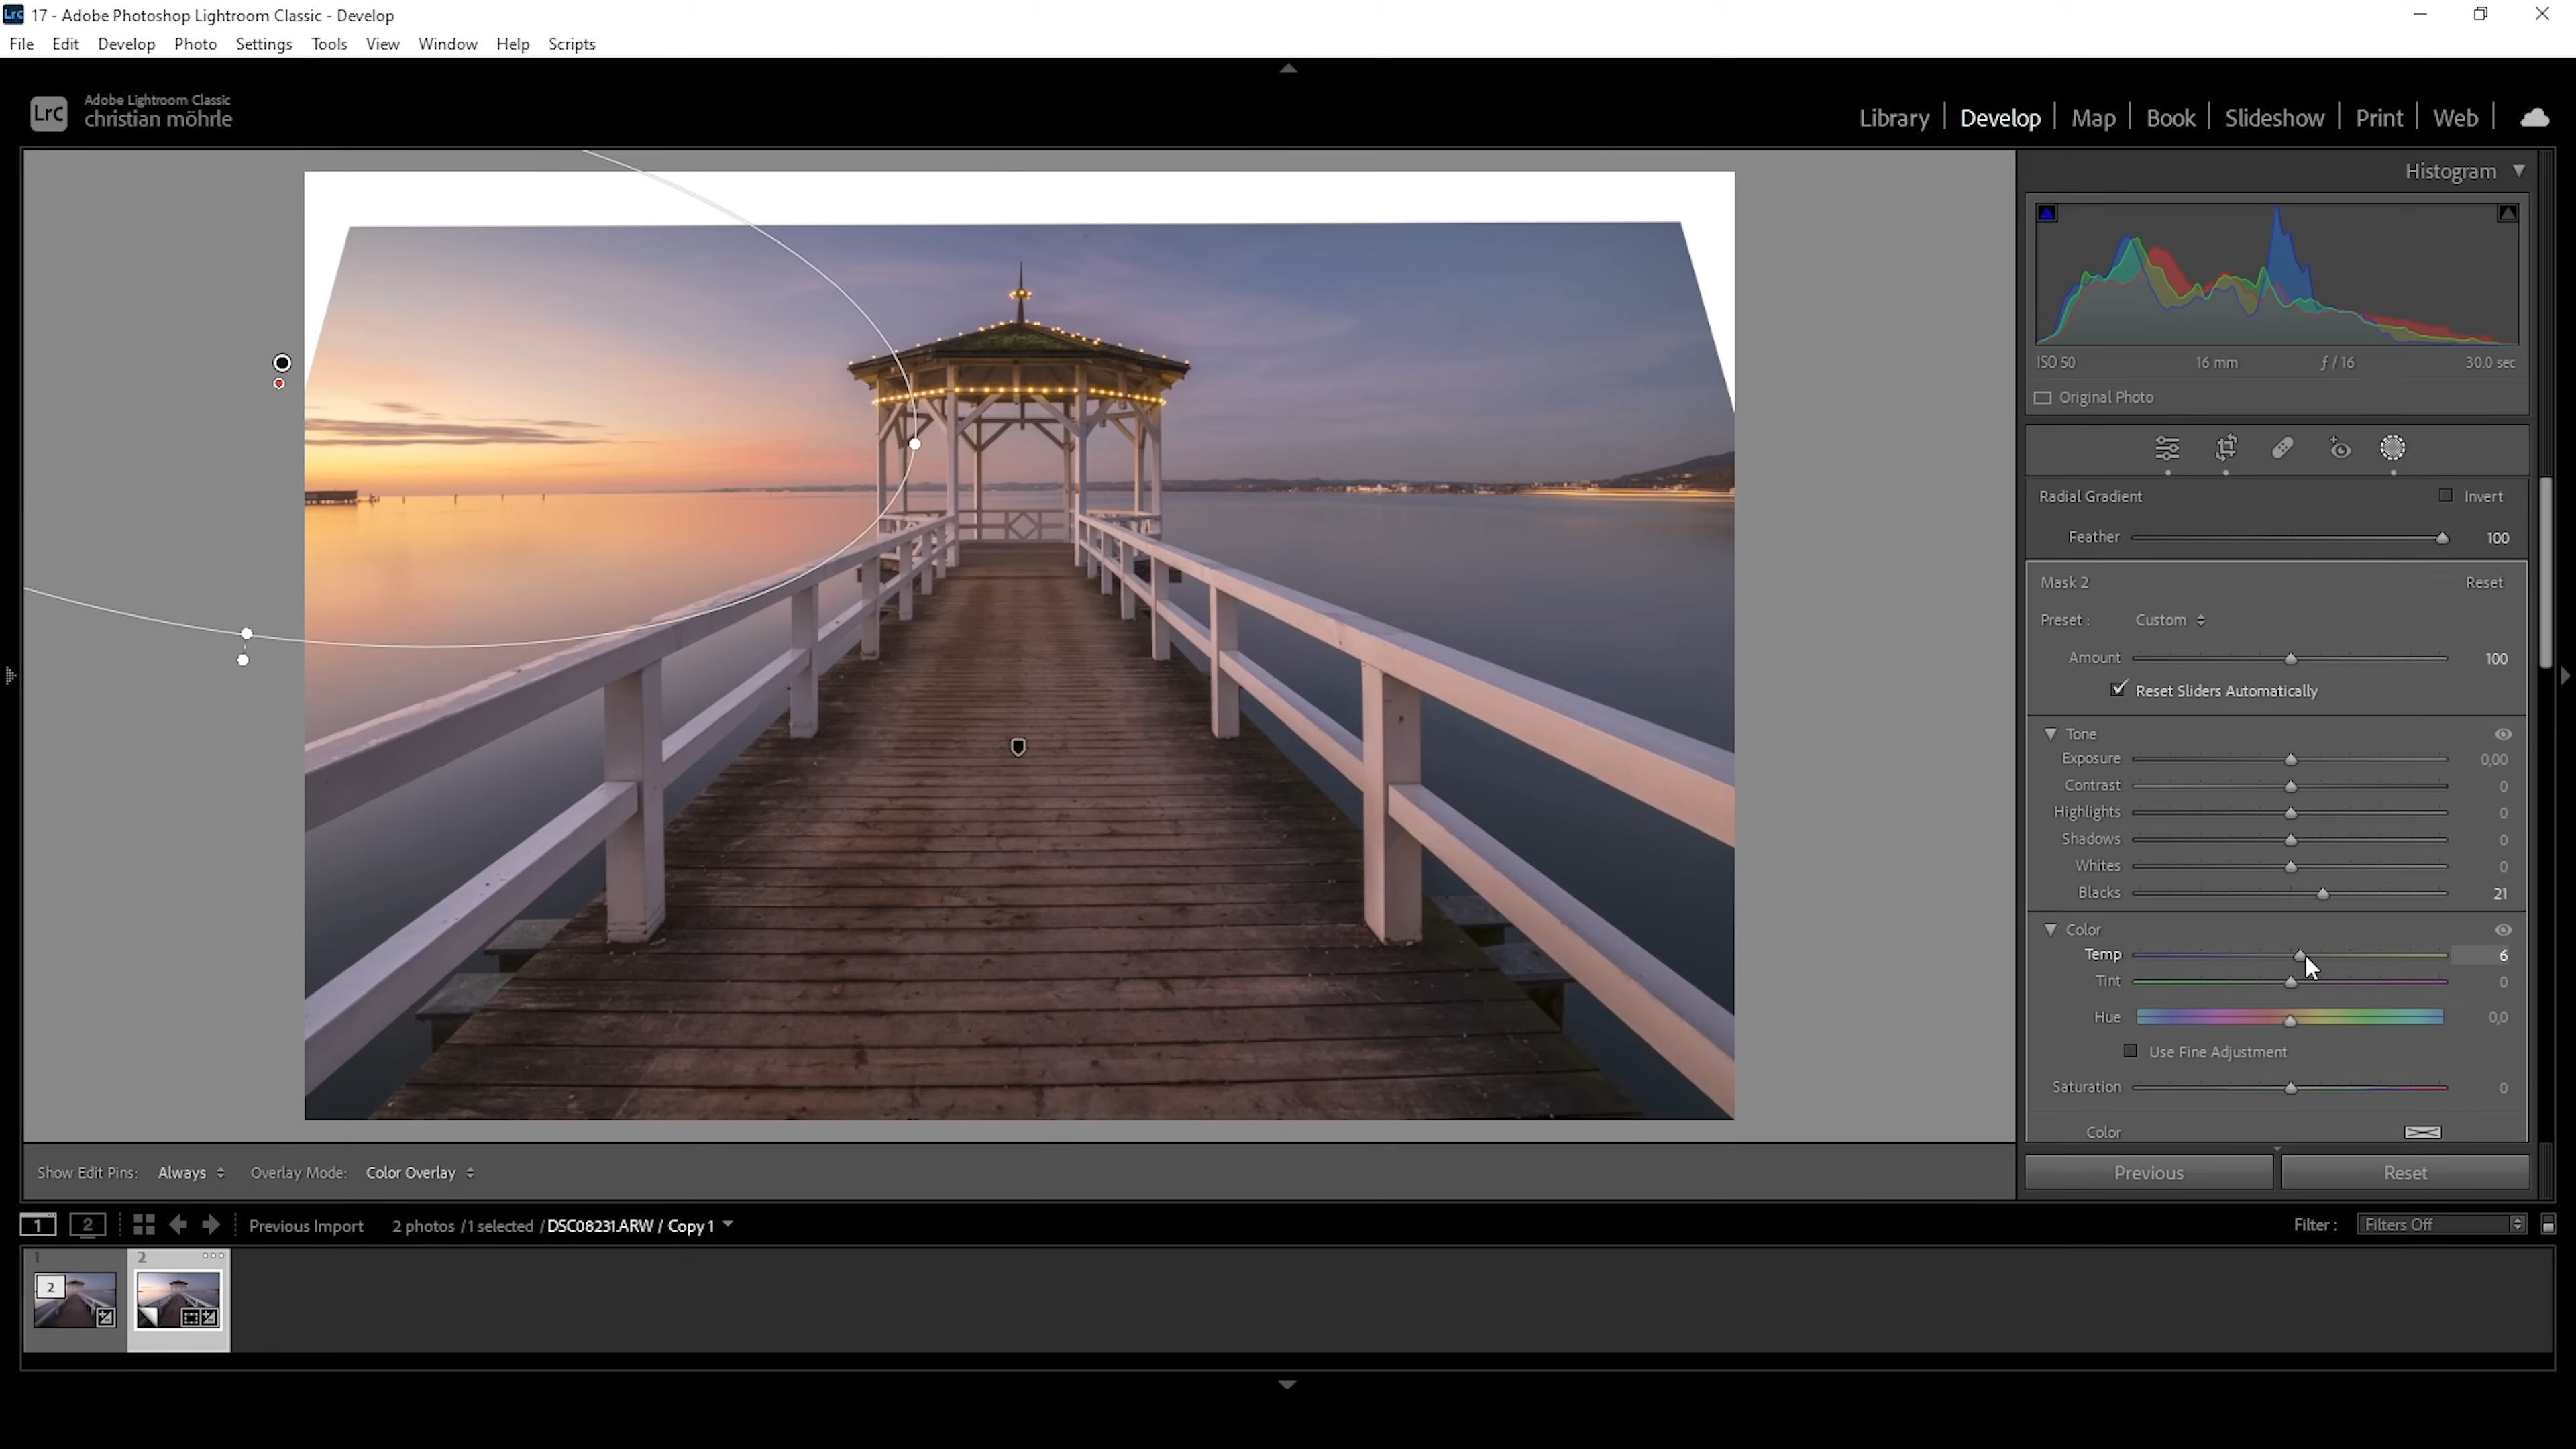 17 - Adobe Photoshop Lightroom Classic - Develop
File Edit Develop Photo Settings Tools View Window Help Scripts
Lrc
Adobe Lightroom Classic
christian möhrle
Library | Develop | Map | Book | Slideshow | Print | Web |
Histogram
ISO 50 16 mm ƒ / 16 30.0 sec
Original Photo
Radial Gradient Invert
Feather 100
Mask 2 Reset
Preset : Custom
Amount 100
Reset Sliders Automatically
Tone
Exposure 0,00
Contrast 0
Highlights 0
Shadows 0
Whites 0
Blacks 21
Color
Temp 6
Tint 0
Hue 0,0
Use Fine Adjustment
Saturation 0
Color
Show Edit Pins: Always Overlay Mode: Color Overlay
Previous Reset
1 2 Previous Import 2 photos /1 selected /DSC08231.ARW / Copy 1
Filter : Filters Off
1 2
2